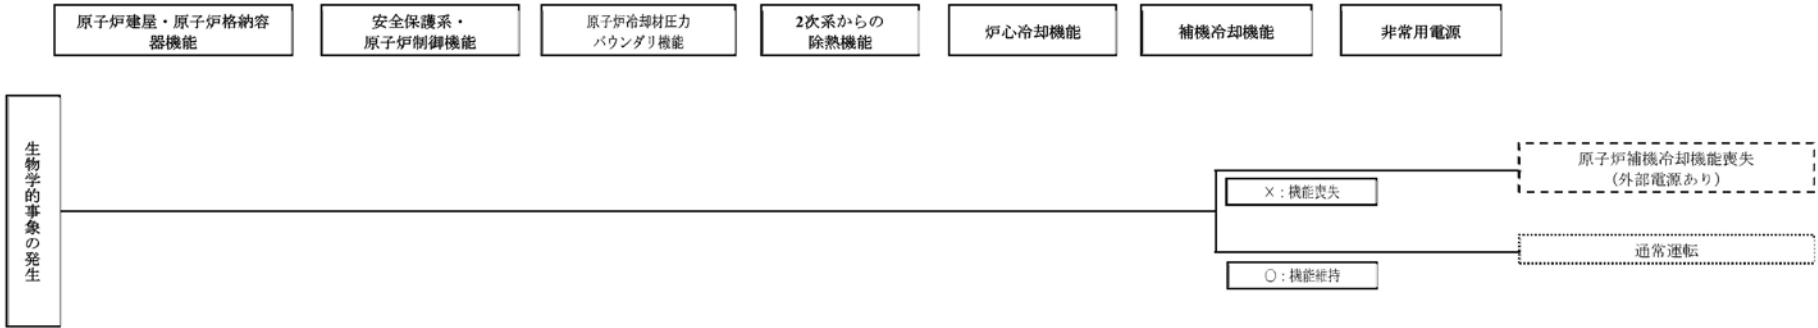 原子炉建屋・原子炉格納容
器機能
安全保護系・
原子炉制御機能
原子炉冷却材圧力
バウンダリ機能
2次系からの
除熱機能
炉心冷却機能
補機冷却機能
非常用電源
生物学的事象の発生
×:機能喪失
○:機能維持
原子炉補機冷却機能喪失
(外部電源あり)
通常運転